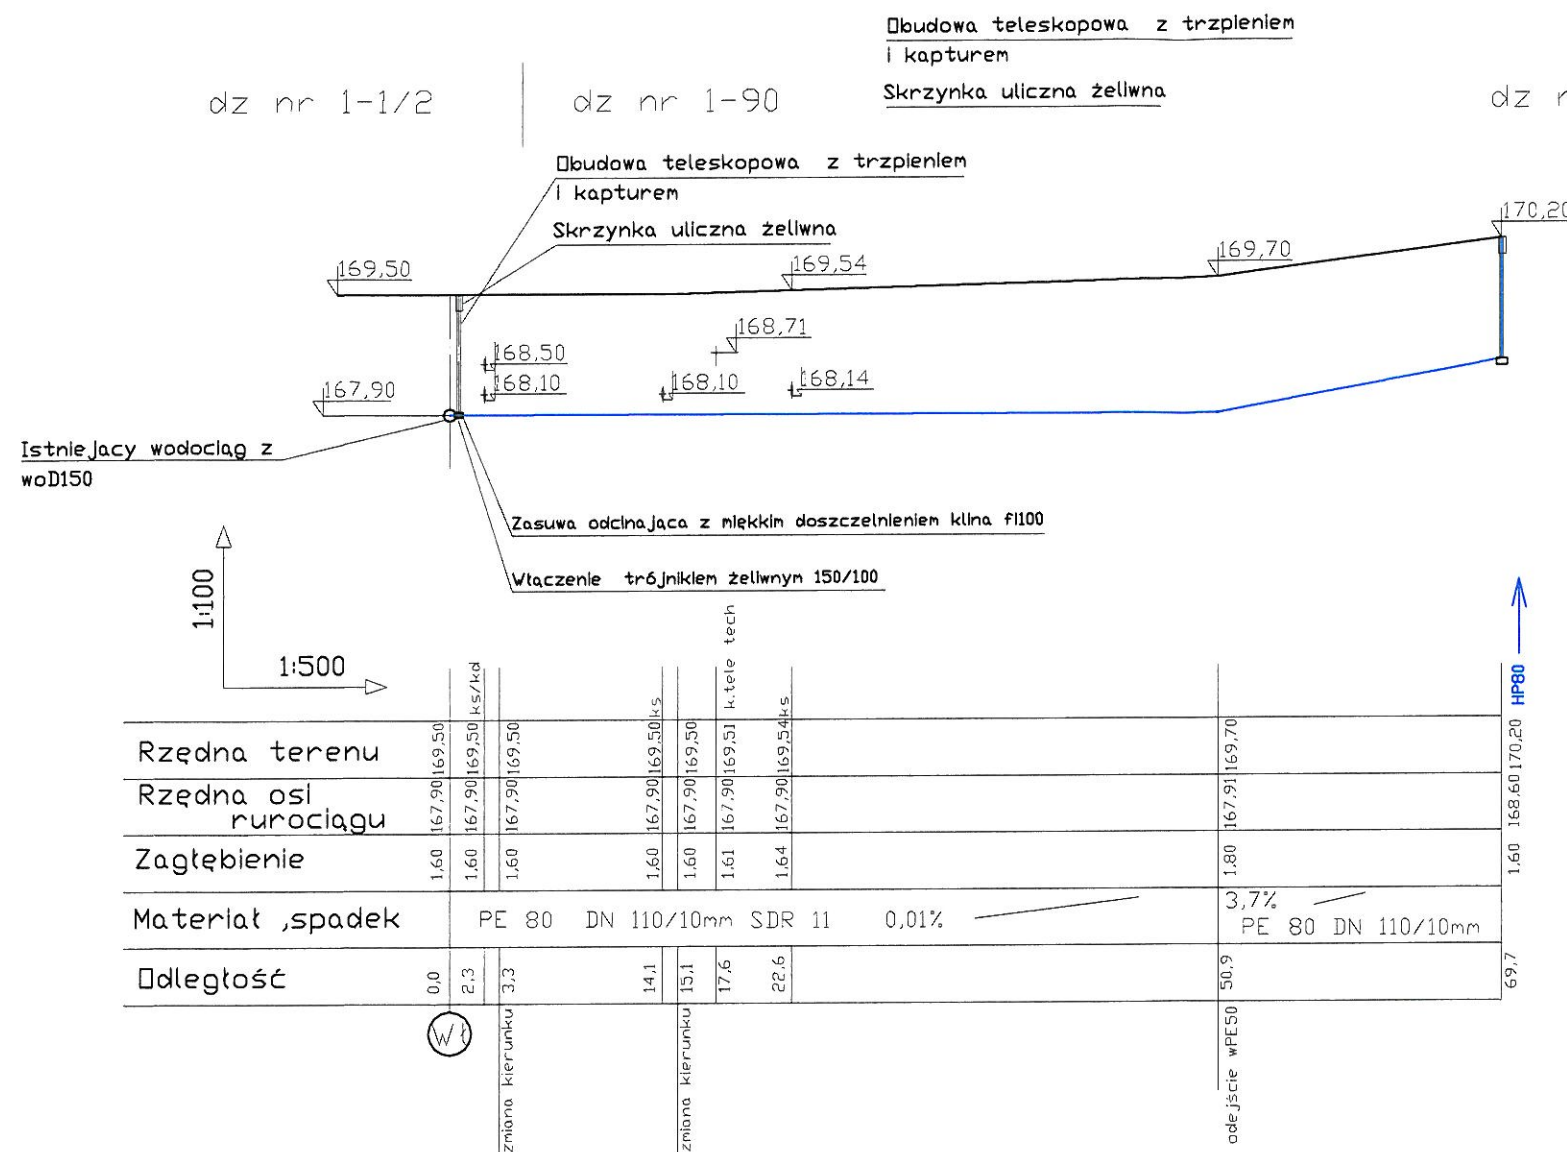 Obudowa teleskopowa z trzpieniem
i kapturem
Skrzynka uliczna żeliwna
dz nr 1-1/2
dz nr 1-90
dz n
Obudowa teleskopowa z trzpieniem
i kapturem
Skrzynka uliczna żeliwna
170,20
169,50
169,54
169,70
168,71
168,50
168,10
168,10
168,14
167,90
Istniejacy wodociąg z
woD150
Zasuwa odcinająca z miękkim doszczelnieniem klina fi100
Włączenie trójnikiem żeliwnym 150/100
1:100
1:500
ks/kd
ks
k.tele tech
ks
HP80
Rzędna terenu
169,50 169,50 169,50 169,50 169,50 169,51 169,54 169,70 170,20
Rzędna osi
rurociągu
167,90 167,90 167,90 167,90 167,90 167,90 167,90 167,91 168,60
Zagłębienie
1,60 1,60 1,60 1,60 1,60 1,61 1,64 1,80 1,60
Materiał ,spadek
PE 80 DN 110/10mm SDR 11 0,01%
3,7%
PE 80 DN 110/10mm
Odległość
0,0 2,3 3,3 14,1 15,1 17,6 22,6 50,9 69,7
Wł
zmiana kierunku
zmiana kierunku
odejście wPE50